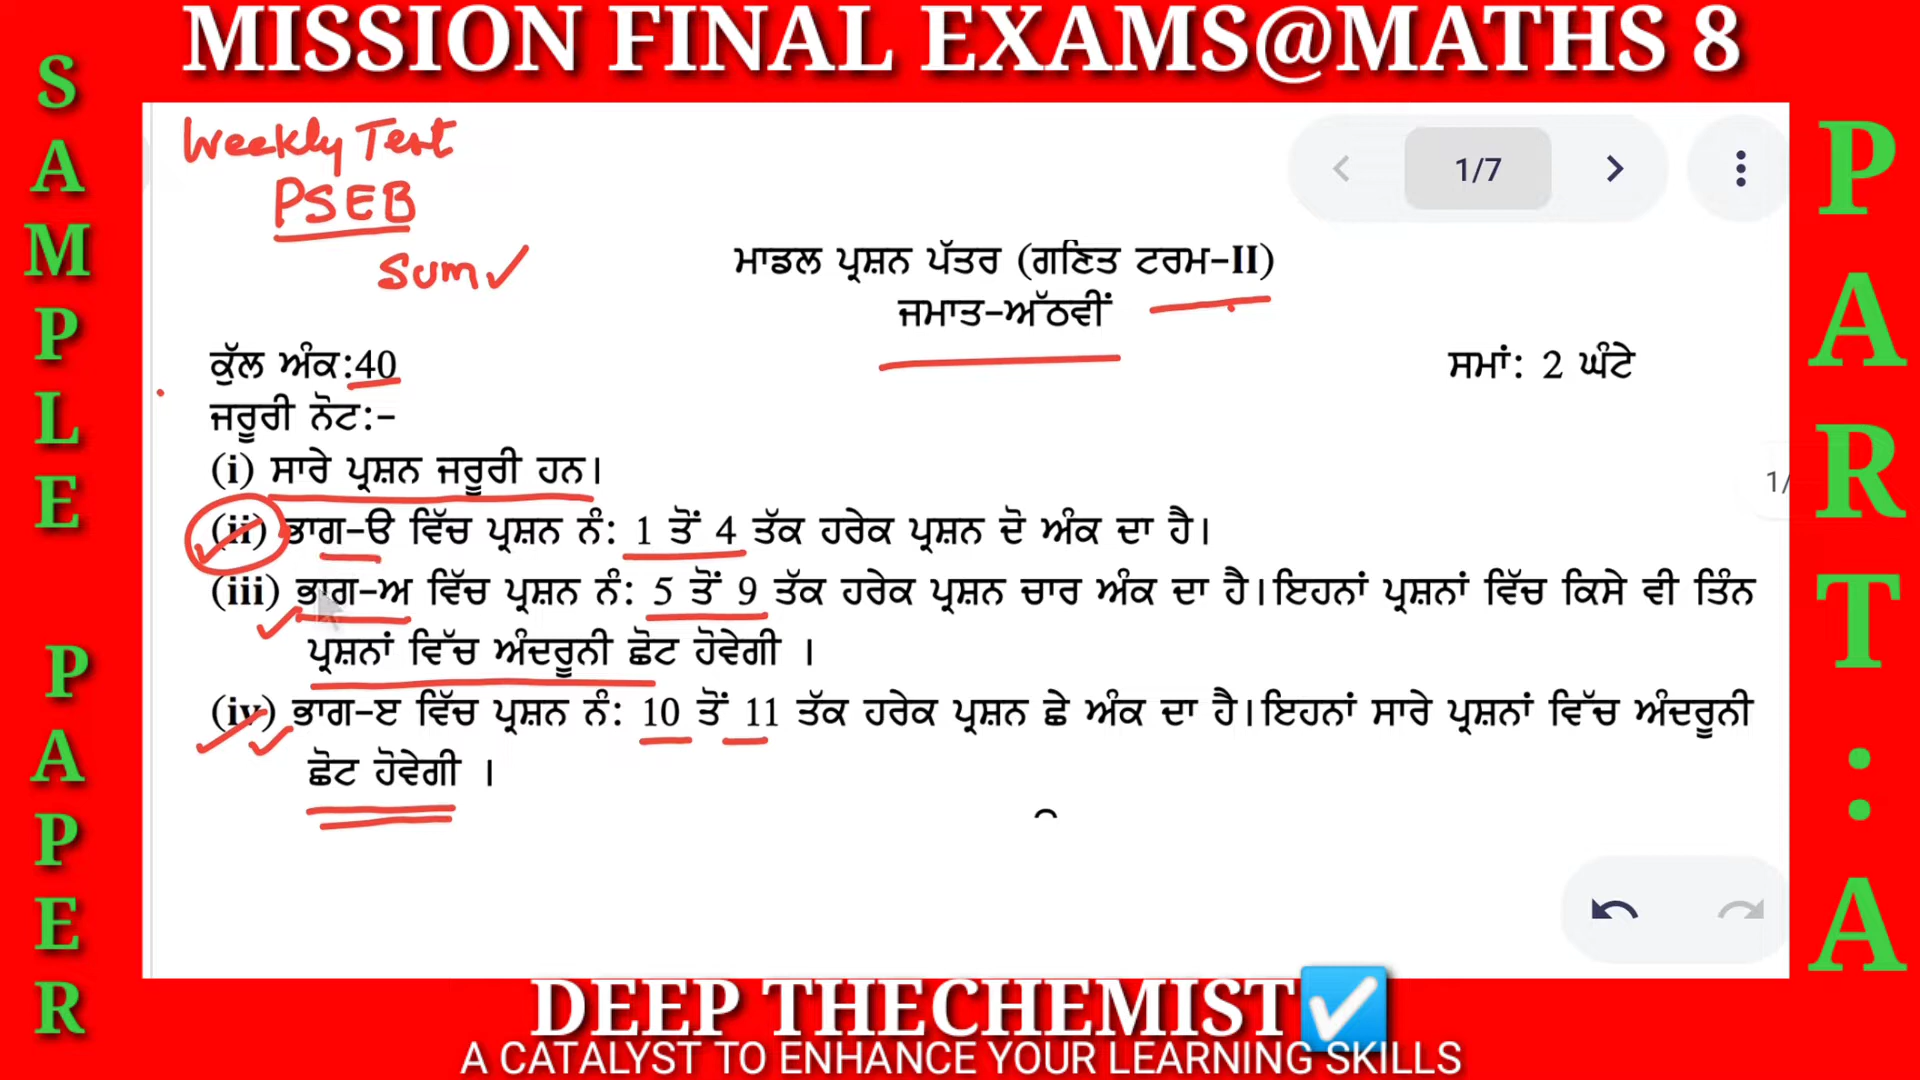 MISSION FINAL EXAMS@MATHS 8
SAMPLE PAPER
Weekly Test
PSEB
Sum✓
1/7
ਮਾਡਲ ਪ੍ਰਸ਼ਨ ਪੱਤਰ (ਗਣਿਤ ਟਰਮ-II)
ਜਮਾਤ-ਅੱਠਵੀਂ
ਕੁੱਲ ਅੰਕ:40
ਸਮਾਂ: 2 ਘੰਟੇ
ਜਰੂਰੀ ਨੋਟ:-
(i) ਸਾਰੇ ਪ੍ਰਸ਼ਨ ਜਰੂਰੀ ਹਨ।
(ii) ਭਾਗ-ੳ ਵਿੱਚ ਪ੍ਰਸ਼ਨ ਨੰ: 1 ਤੋਂ 4 ਤੱਕ ਹਰੇਕ ਪ੍ਰਸ਼ਨ ਦੋ ਅੰਕ ਦਾ ਹੈ।
(iii) ਭਾਗ-ਅ ਵਿੱਚ ਪ੍ਰਸ਼ਨ ਨੰ: 5 ਤੋਂ 9 ਤੱਕ ਹਰੇਕ ਪ੍ਰਸ਼ਨ ਚਾਰ ਅੰਕ ਦਾ ਹੈ।ਇਹਨਾਂ ਪ੍ਰਸ਼ਨਾਂ ਵਿੱਚ ਕਿਸੇ ਵੀ ਤਿੰਨ
ਪ੍ਰਸ਼ਨਾਂ ਵਿੱਚ ਅੰਦਰੂਨੀ ਛੋਟ ਹੋਵੇਗੀ ।
(iv) ਭਾਗ-ੲ ਵਿੱਚ ਪ੍ਰਸ਼ਨ ਨੰ: 10 ਤੋਂ 11 ਤੱਕ ਹਰੇਕ ਪ੍ਰਸ਼ਨ ਛੇ ਅੰਕ ਦਾ ਹੈ।ਇਹਨਾਂ ਸਾਰੇ ਪ੍ਰਸ਼ਨਾਂ ਵਿੱਚ ਅੰਦਰੂਨੀ
ਛੋਟ ਹੋਵੇਗੀ ।
1/
PART:A
DEEP THECHEMIST✅
A CATALYST TO ENHANCE YOUR LEARNING SKILLS